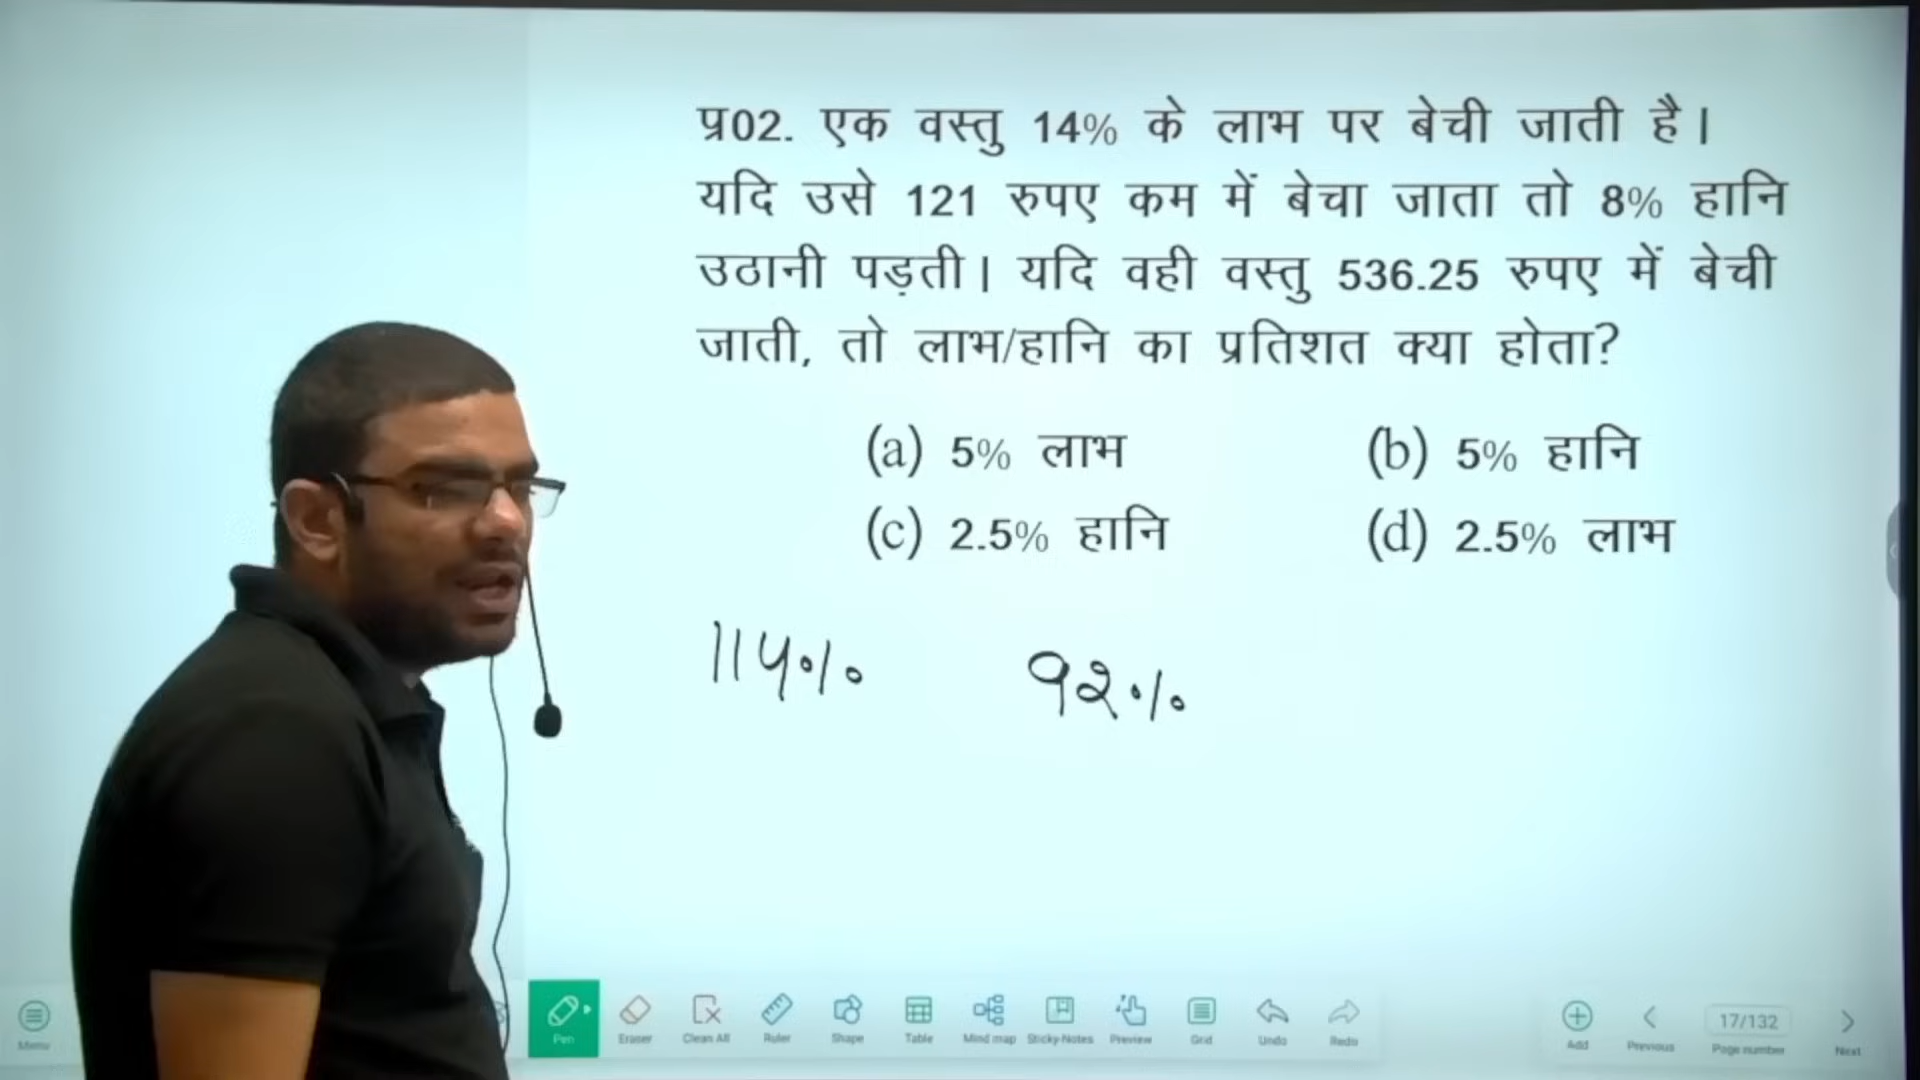 प्र02. एक वस्तु 14% के लाभ पर बेची जाती है।
यदि उसे 121 रुपए कम में बेचा जाता तो 8% हानि
उठानी पड़ती। यदि वही वस्तु 536.25 रुपए में बेची
जाती, तो लाभ/हानि का प्रतिशत क्या होता?
(a) 5% लाभ (b) 5% हानि
(c) 2.5% हानि (d) 2.5% लाभ
114% 92%
Menu Pen Eraser Clean All Ruler Shape Table Mind map Sticky-Notes Preview Grid Undo Redo Add Previous 17/132 Page number Next